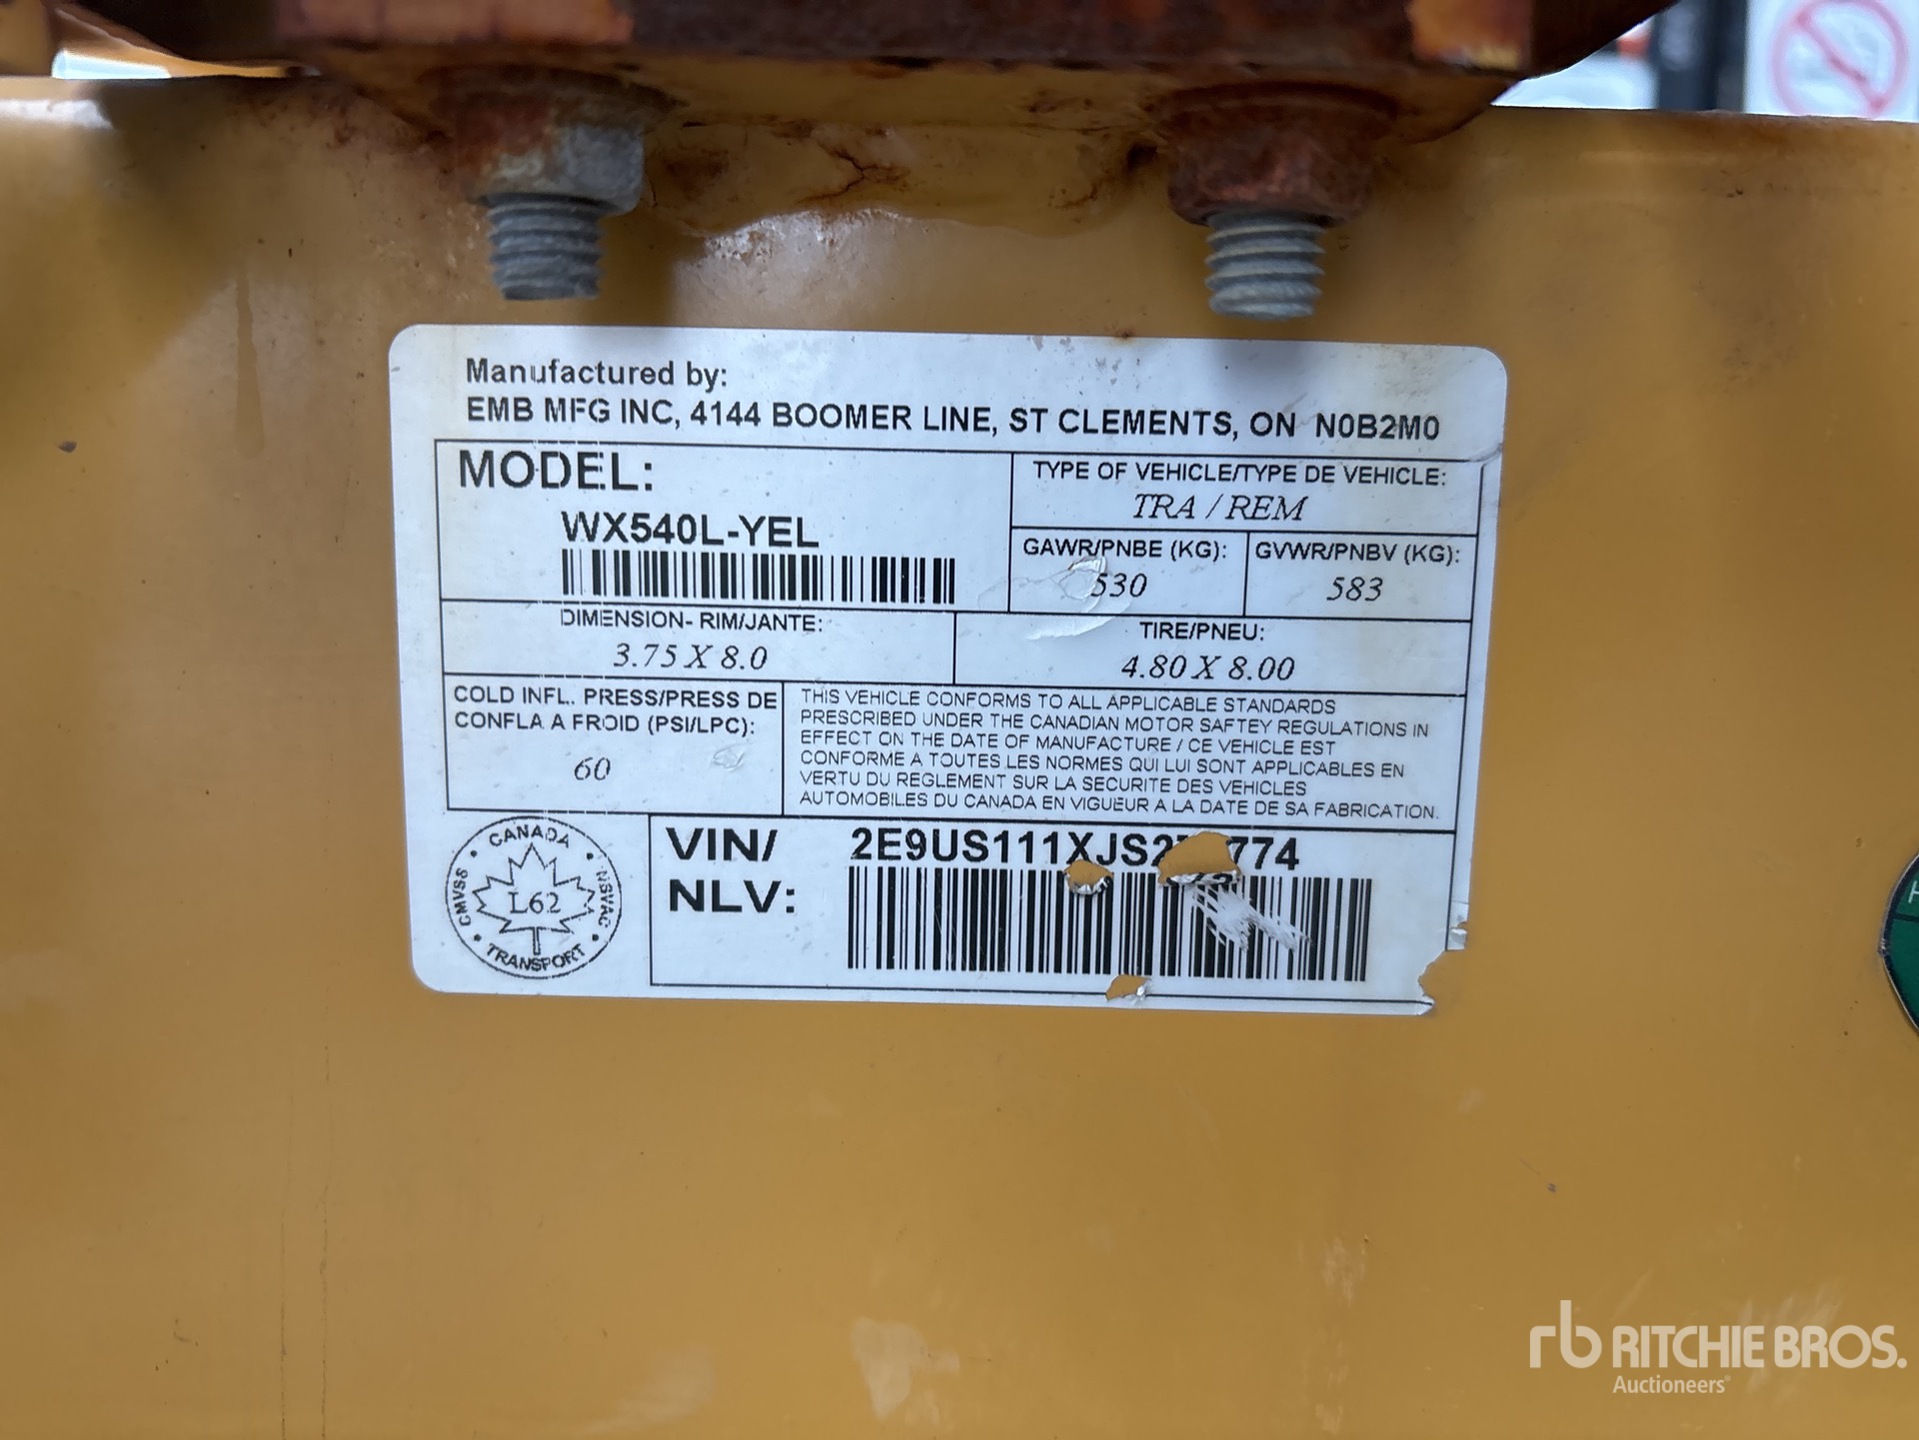 Manufactured by:
EMB MFG INC, 4144 BOOMER LINE, ST CLEMENTS, ON N0B2M0
MODEL:
WX540L-YEL
TYPE OF VEHICLE/TYPE DE VEHICLE:
TRA / REM
GAWR/PNBE (KG):
530
GVWR/PNBV (KG):
583
DIMENSION- RIM/JANTE:
3.75 X 8.0
TIRE/PNEU:
4.80 X 8.00
COLD INFL. PRESS/PRESS DE
CONFLA A FROID (PSI/LPC):
60
THIS VEHICLE CONFORMS TO ALL APPLICABLE STANDARDS
PRESCRIBED UNDER THE CANADIAN MOTOR SAFTEY REGULATIONS IN
EFFECT ON THE DATE OF MANUFACTURE / CE VEHICLE EST
CONFORME A TOUTES LES NORMES QUI LUI SONT APPLICABLES EN
VERTU DU REGLEMENT SUR LA SECURITE DES VEHICLES
AUTOMOBILES DU CANADA EN VIGUEUR A LA DATE DE SA FABRICATION.
CANADA
CMVSS
L62
NSVAC
TRANSPORT
VIN/
NLV:
rb RITCHIE BROS.
Auctioneers